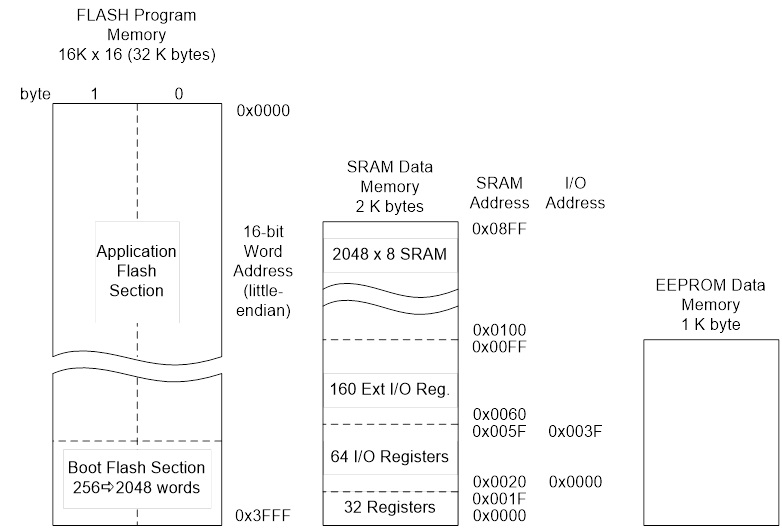 FLASH Program
Memory
16K x 16 (32 K bytes)
byte 1 0
0x0000
Application
Flash
Section
16-bit
Word
Address
(little-
endian)
Boot Flash Section
256⇨2048 words
0x3FFF
SRAM Data
Memory
2 K bytes
SRAM
Address
I/O
Address
0x08FF
2048 x 8 SRAM
0x0100
0x00FF
160 Ext I/O Reg.
0x0060
0x005F 0x003F
64 I/O Registers
0x0020 0x0000
0x001F
32 Registers
0x0000
EEPROM Data
Memory
1 K byte